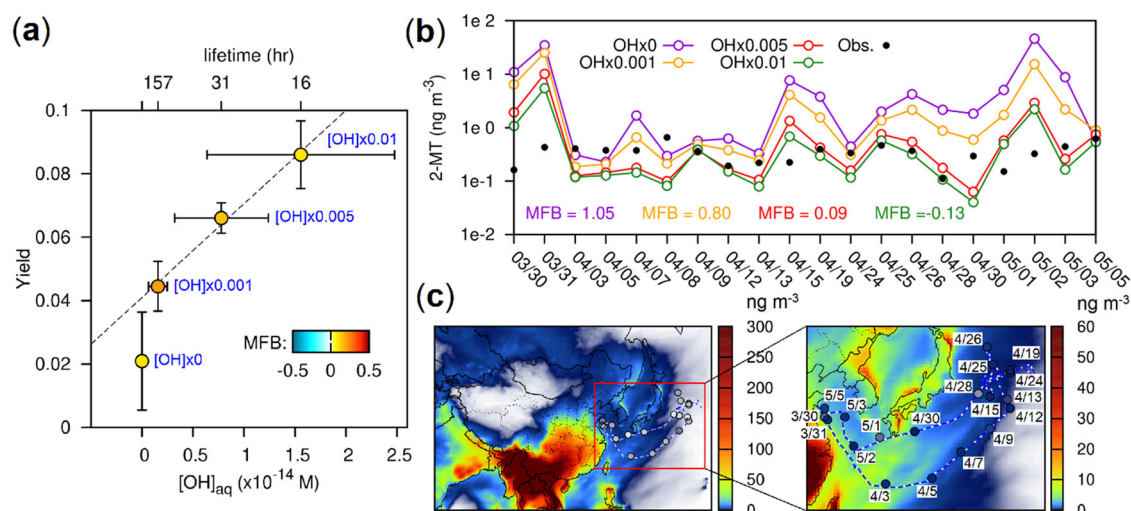 (a)
lifetime (hr)
157 31 16
0.1
0.08
0.06
0.04
0.02
0
Yield
[OH]x0.01
[OH]x0.005
[OH]x0.001
[OH]x0
MFB:
-0.5 0 0.5
0 0.5 1 1.5 2 2.5
[OH]aq (x10-14 M)
(b)
1e 2
1e 1
1e 0
1e-1
1e-2
2-MT (ng m-3)
OHx0 OHx0.005 Obs.
OHx0.001 OHx0.01
MFB = 1.05 MFB = 0.80 MFB = 0.09 MFB =-0.13
03/30 03/31 04/03 04/05 04/07 04/08 04/09 04/12 04/13 04/15 04/19 04/24 04/25 04/26 04/28 04/30 05/01 05/02 05/03 05/05
(c)
ng m-3
300
250
200
150
100
50
0
ng m-3
60
50
40
30
20
10
0
4/26
4/19
4/25
4/24
4/28
4/13
4/15
4/12
5/5
5/3
4/30
3/30
5/1
3/31
4/9
5/2
4/7
4/3
4/5